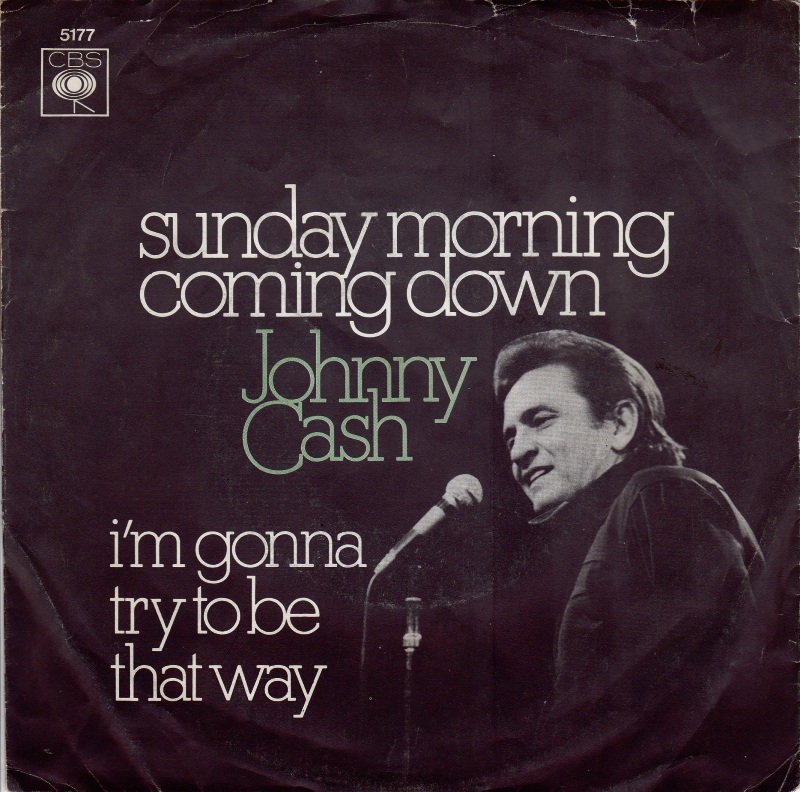 5177
CBS
sunday morning
coming down
Johnny
Cash
i'm gonna
try to be
that way